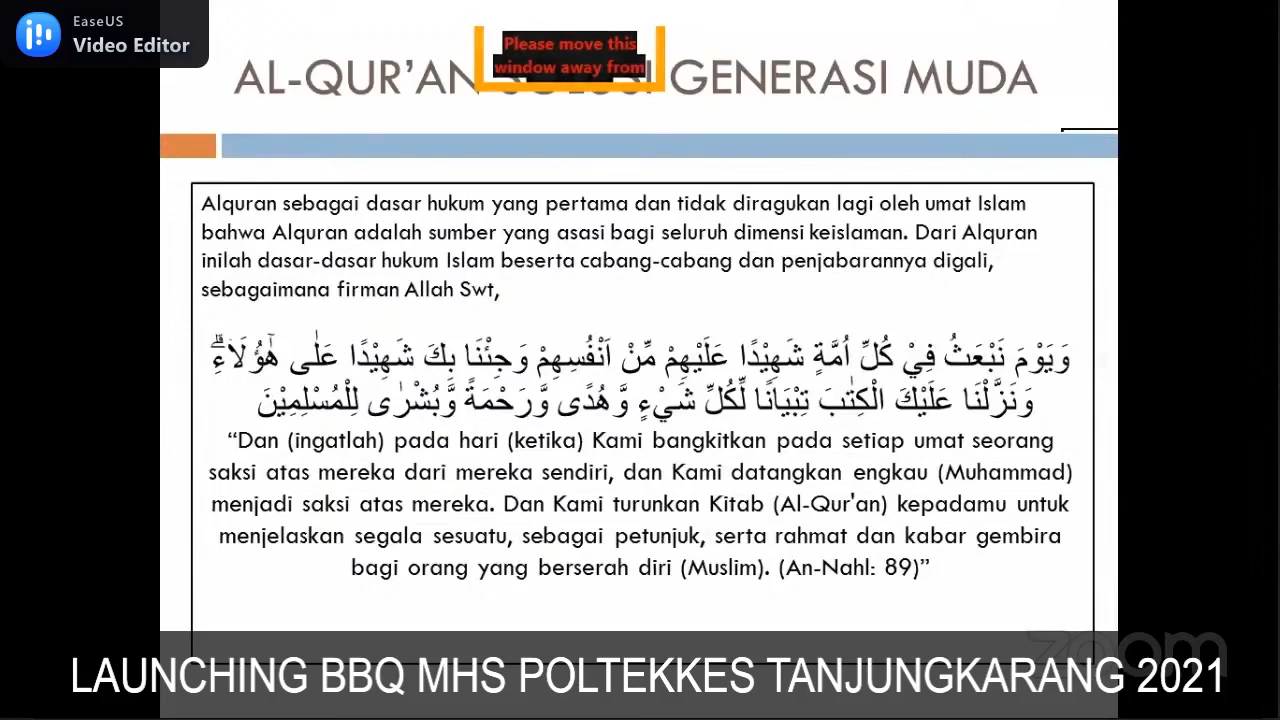 EaseUS
Video Editor
Please move this
window away from
AL-QUR’AN GENERASI MUDA
Alquran sebagai dasar hukum yang pertama dan tidak diragukan lagi oleh umat Islam
bahwa Alquran adalah sumber yang asasi bagi seluruh dimensi keislaman. Dari Alquran
inilah dasar-dasar hukum Islam beserta cabang-cabang dan penjabarannya digali,
sebagaimana firman Allah Swt,
وَيَوْمَ نَبْعَثُ فِيْ كُلِّ اُمَّةٍ شَهِيْدًا عَلَيْهِمْ مِّنْ اَنْفُسِهِمْ وَجِئْنَا بِكَ شَهِيْدًا عَلٰى هٰٓؤُلَاۤءِۗ
وَنَزَّلْنَا عَلَيْكَ الْكِتٰبَ تِبْيَانًا لِّكُلِّ شَيْءٍ وَّهُدًى وَّرَحْمَةً وَّبُشْرٰى لِلْمُسْلِمِيْنَ
“Dan (ingatlah) pada hari (ketika) Kami bangkitkan pada setiap umat seorang
saksi atas mereka dari mereka sendiri, dan Kami datangkan engkau (Muhammad)
menjadi saksi atas mereka. Dan Kami turunkan Kitab (Al-Qur'an) kepadamu untuk
menjelaskan segala sesuatu, sebagai petunjuk, serta rahmat dan kabar gembira
bagi orang yang berserah diri (Muslim). (An-Nahl: 89)”
zoom
LAUNCHING BBQ MHS POLTEKKES TANJUNGKARANG 2021